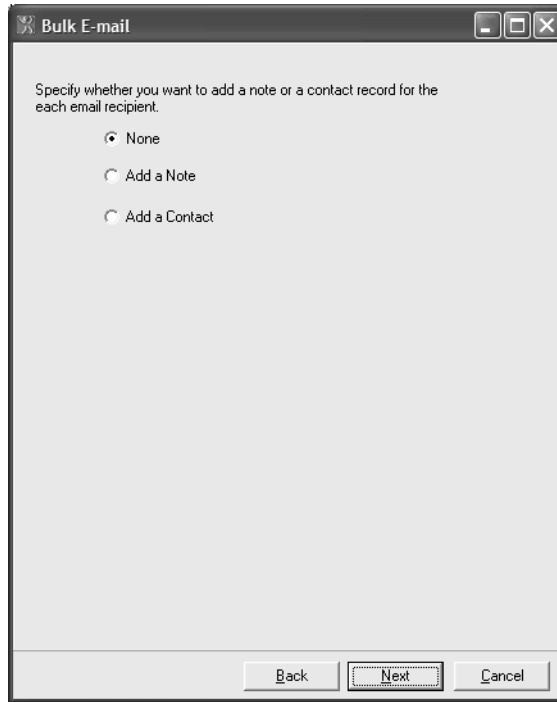 Bulk E-mail
Specify whether you want to add a note or a contact record for the
each email recipient.
None
Add a Note
Add a Contact
Back Next Cancel